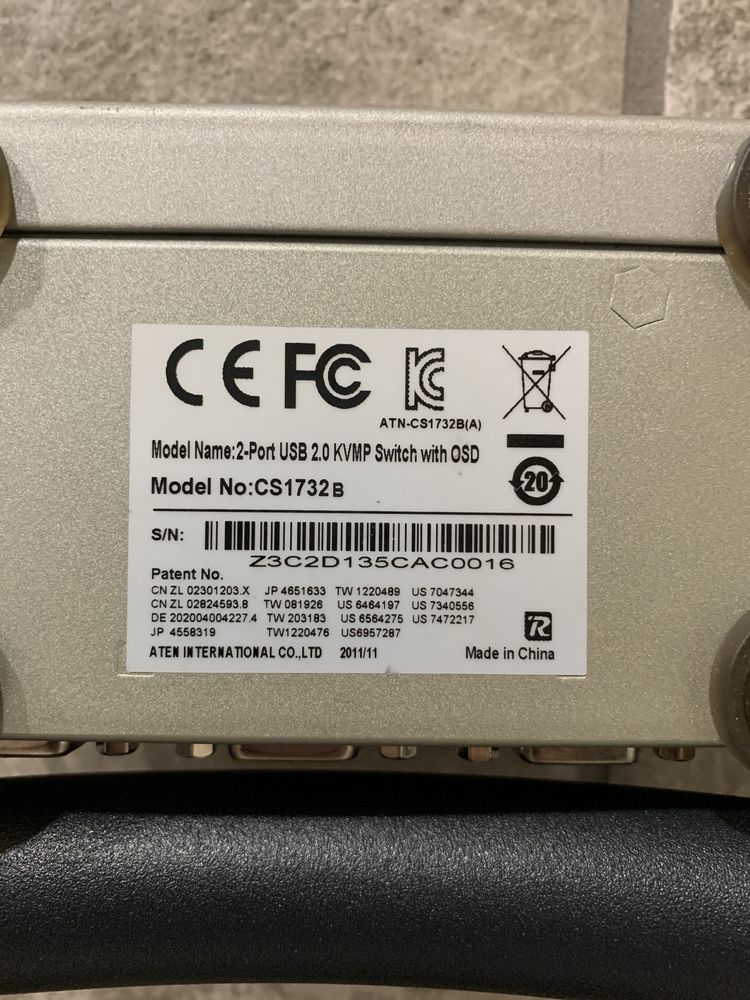 CE FC KC
ATN-CS1732B(A)
Model Name:2-Port USB 2.0 KVMP Switch with OSD
Model No:CS1732B
20
S/N:
Z3C2D135CAC0016
Patent No.
CN ZL 02301203.X JP 4651633 TW 1220489 US 7047344
CN ZL 02824593.8 TW 081926 US 6464197 US 7340556
DE 202004004227.4 TW 203183 US 6564275 US 7472217
JP 4558319 TW1220476 US6957287
R
ATEN INTERNATIONAL CO.,LTD 2011/11 Made in China